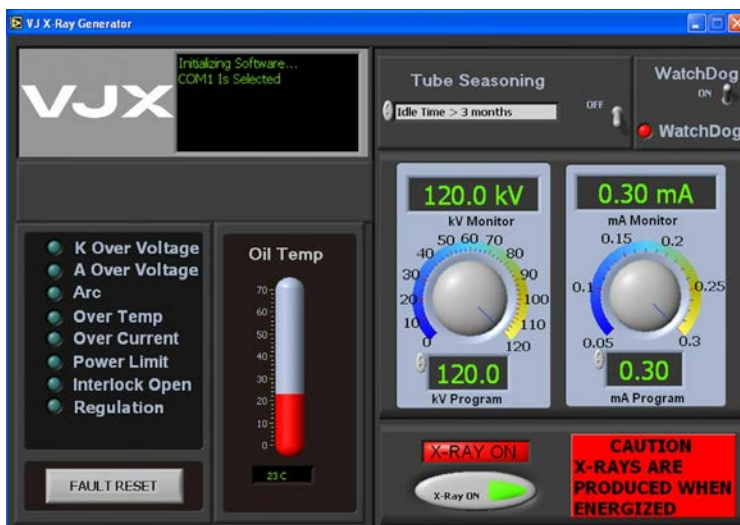 VJ X-Ray Generator
VJX
Initializing Software...
COM1 Is Selected
Tube Seasoning
Idle Time > 3 months
OFF
WatchDog
ON
WatchDog
K Over Voltage
A Over Voltage
Arc
Over Temp
Over Current
Power Limit
Interlock Open
Regulation
FAULT RESET
Oil Temp
70
60
50
40
30
20
10
0
23 C
120.0 kV
kV Monitor
0
10
20
30
40
50
60
70
80
90
100
110
120
120.0
kV Program
0.30 mA
mA Monitor
0.05
0.1
0.15
0.2
0.25
0.3
0.30
mA Program
X-RAY ON
X-Ray ON
CAUTION
X-RAYS ARE
PRODUCED WHEN
ENERGIZED